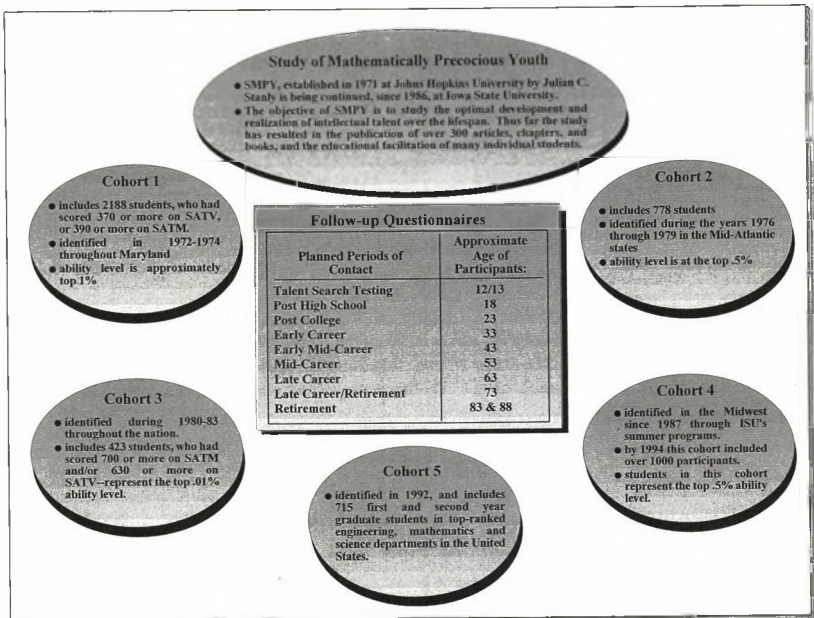 Study of Mathematically Precocious Youth
● SMPY, established in 1971 at Johns Hopkins University by Julian C.
Stanly is being continued, since 1986, at Iowa State University.
● The objective of SMPY is to study the optimal development and
realization of intellectual talent over the lifespan. Thus far the study
has resulted in the publication of over 300 articles, chapters, and
books, and the educational facilitation of many individual students.
Cohort 1
● includes 2188 students, who had
scored 370 or more on SATV,
or 390 or more on SATM.
● identified in 1972-1974
throughout Maryland
● ability level is approximately
top 1%
Cohort 2
● includes 778 students
● identified during the years 1976
through 1979 in the Mid-Atlantic
states
● ability level is at the top .5%
Follow-up Questionnaires
Planned Periods of
Contact
Approximate
Age of
Participants:
Talent Search Testing 12/13
Post High School 18
Post College 23
Early Career 33
Early Mid-Career 43
Mid-Career 53
Late Career 63
Late Career/Retirement 73
Retirement 83 & 88
Cohort 3
● identified during 1980-83
throughout the nation.
● includes 423 students, who had
scored 700 or more on SATM
and/or 630 or more on
SATV--represent the top .01%
ability level.
Cohort 4
● identified in the Midwest
since 1987 through ISU's
summer programs.
● by 1994 this cohort included
over 1000 participants.
● students in this cohort
represent the top .5% ability
level.
Cohort 5
● identified in 1992, and includes
715 first and second year
graduate students in top-ranked
engineering, mathematics and
science departments in the United
States.